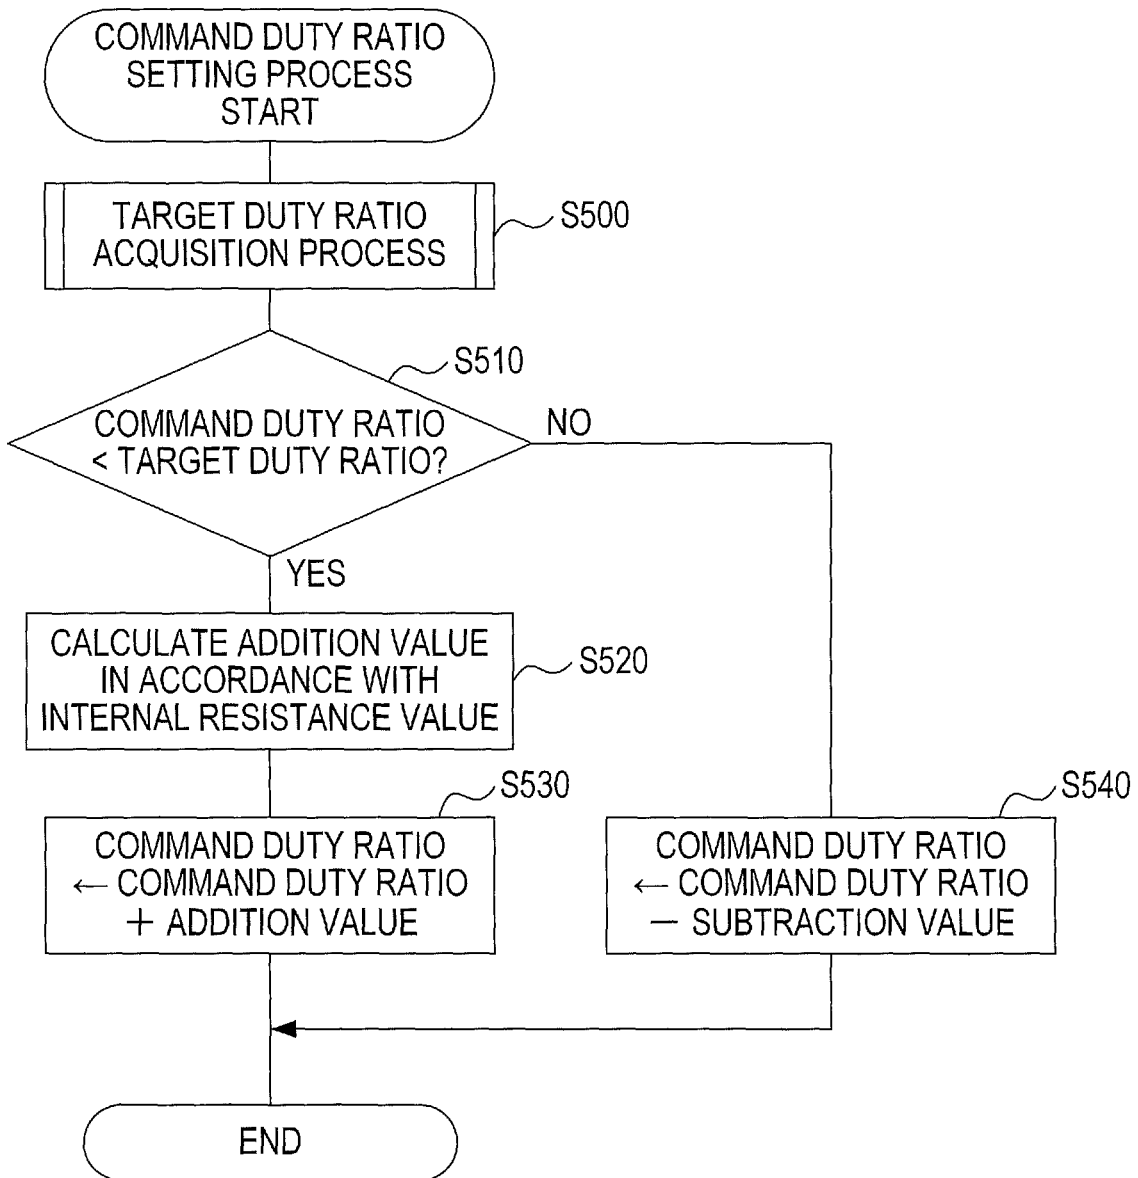 COMMAND DUTY RATIO
SETTING PROCESS
START
TARGET DUTY RATIO
ACQUISITION PROCESS
S500
S510
COMMAND DUTY RATIO
< TARGET DUTY RATIO?
NO
YES
CALCULATE ADDITION VALUE
IN ACCORDANCE WITH
INTERNAL RESISTANCE VALUE
S520
S530
COMMAND DUTY RATIO
← COMMAND DUTY RATIO
+ ADDITION VALUE
S540
COMMAND DUTY RATIO
← COMMAND DUTY RATIO
− SUBTRACTION VALUE
END